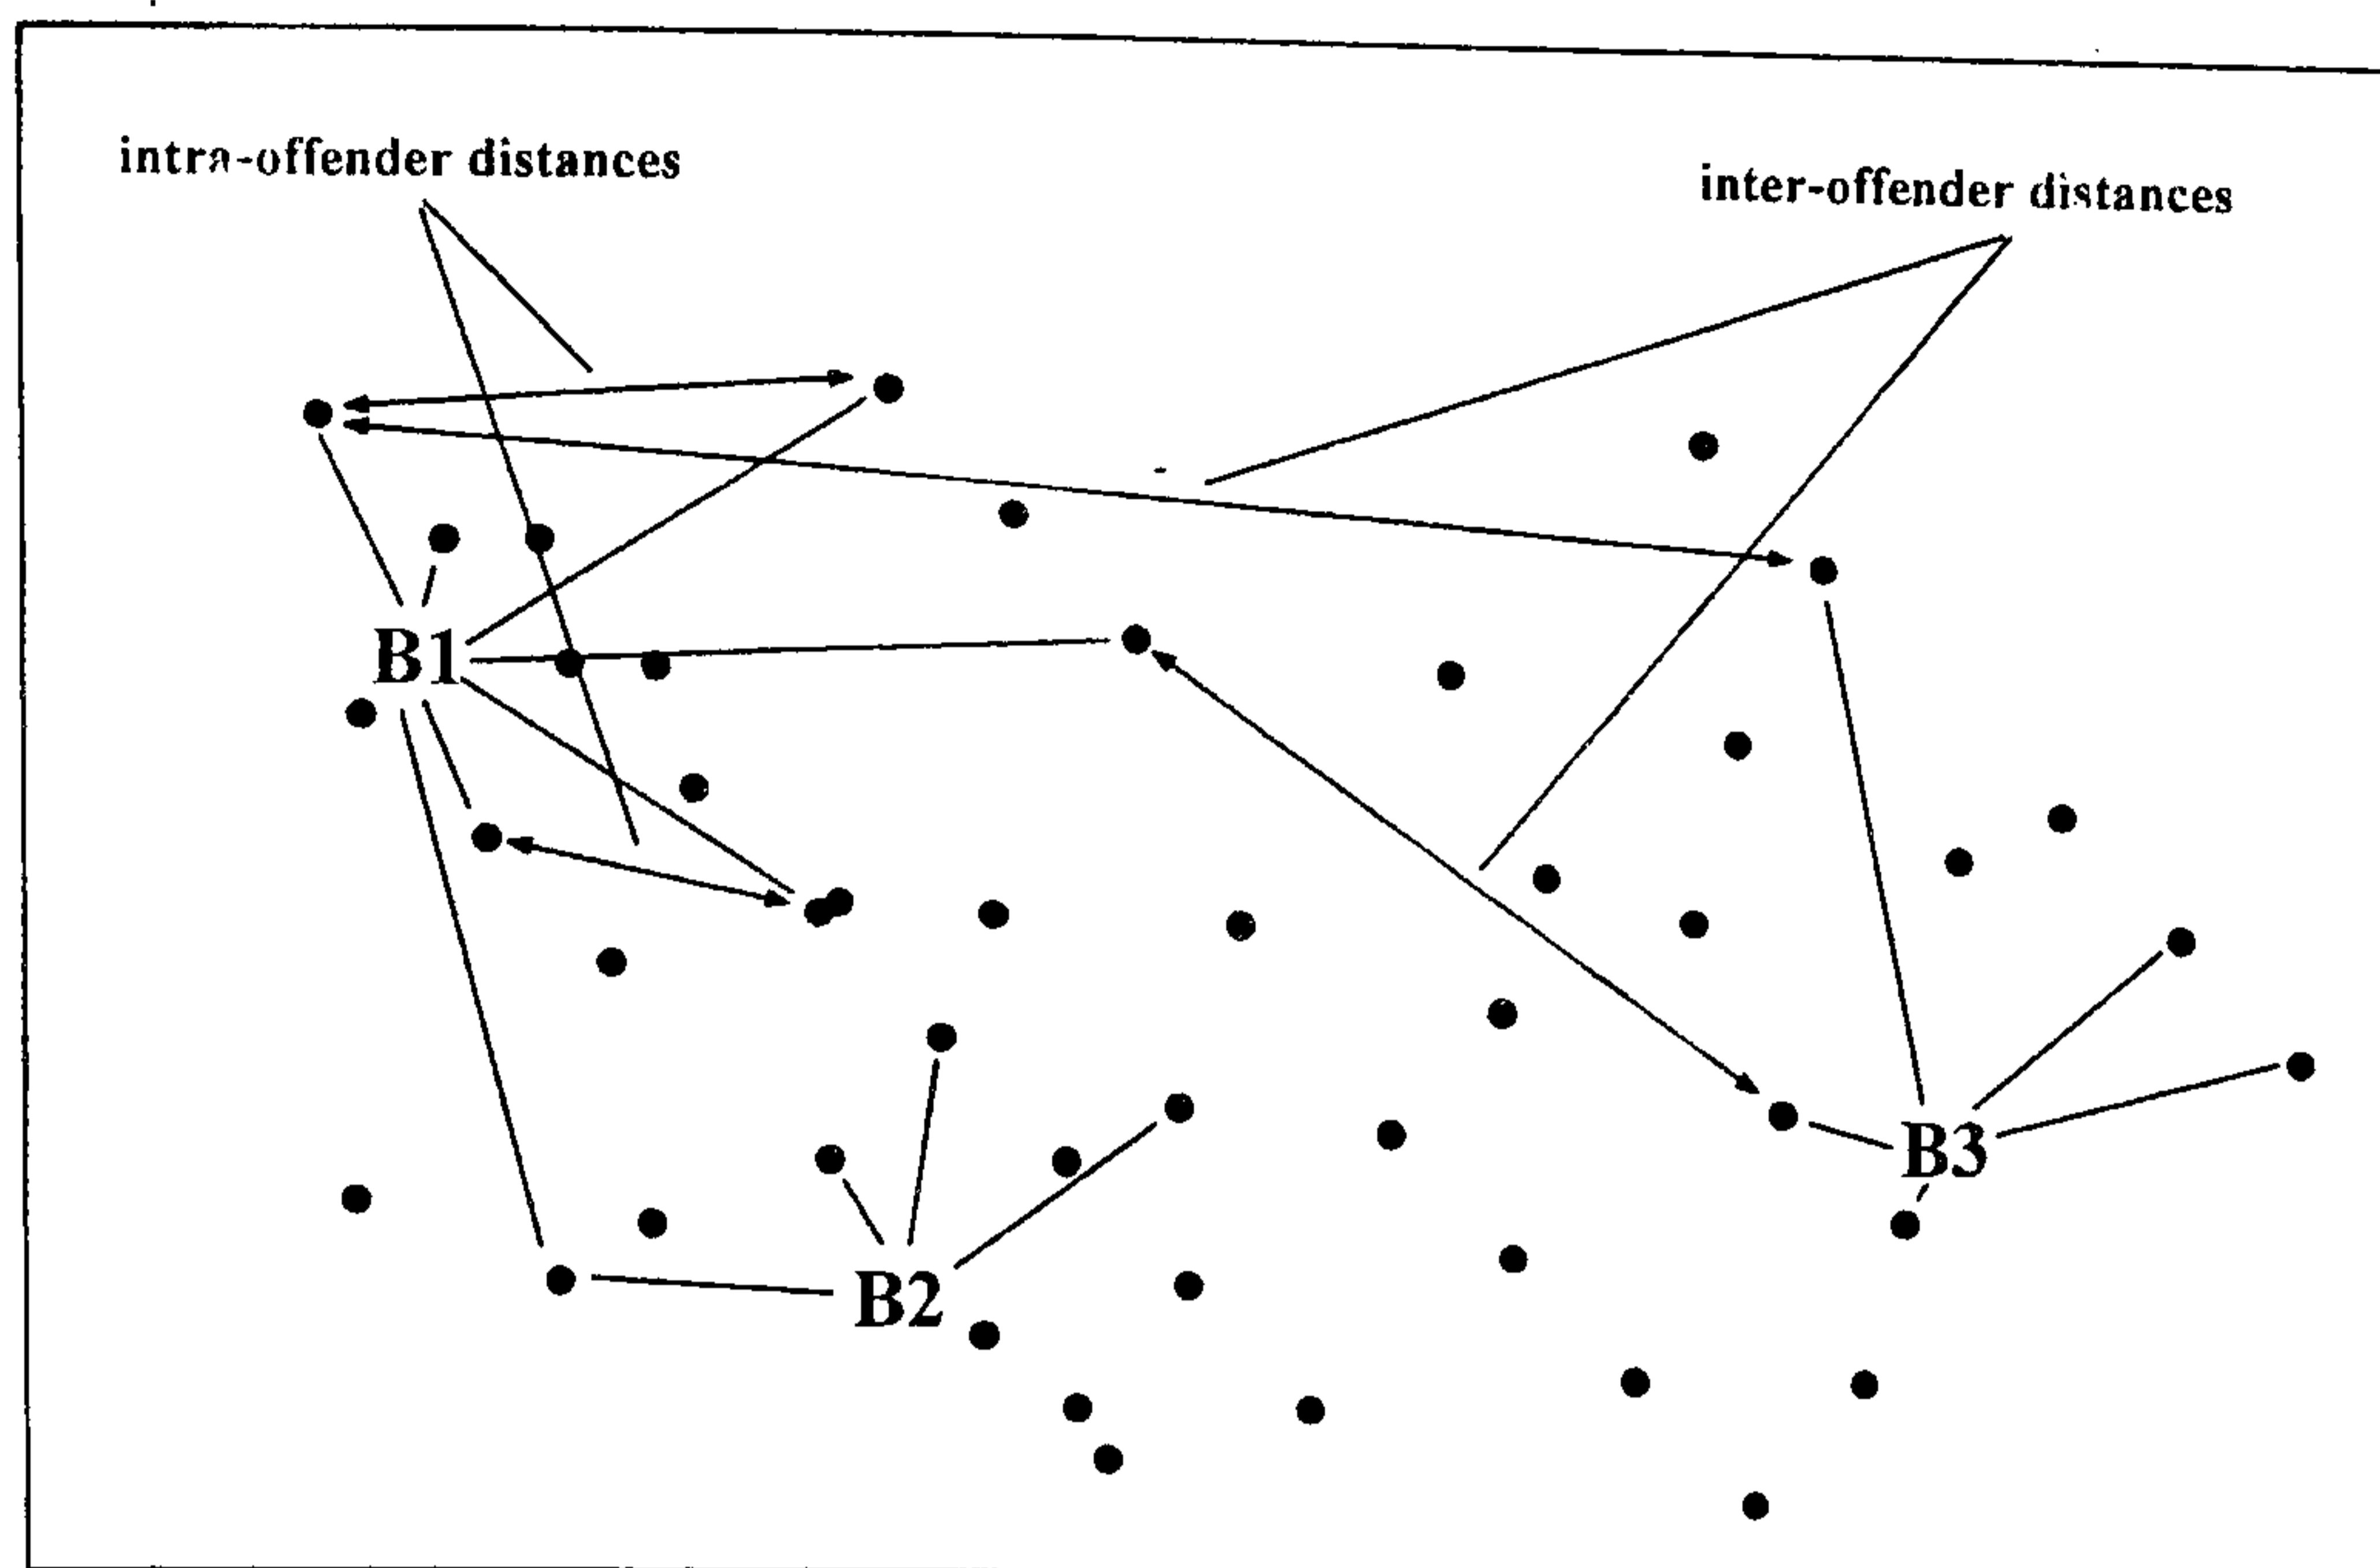 intra-offender distances
inter-offender distances
B1
B2
B3